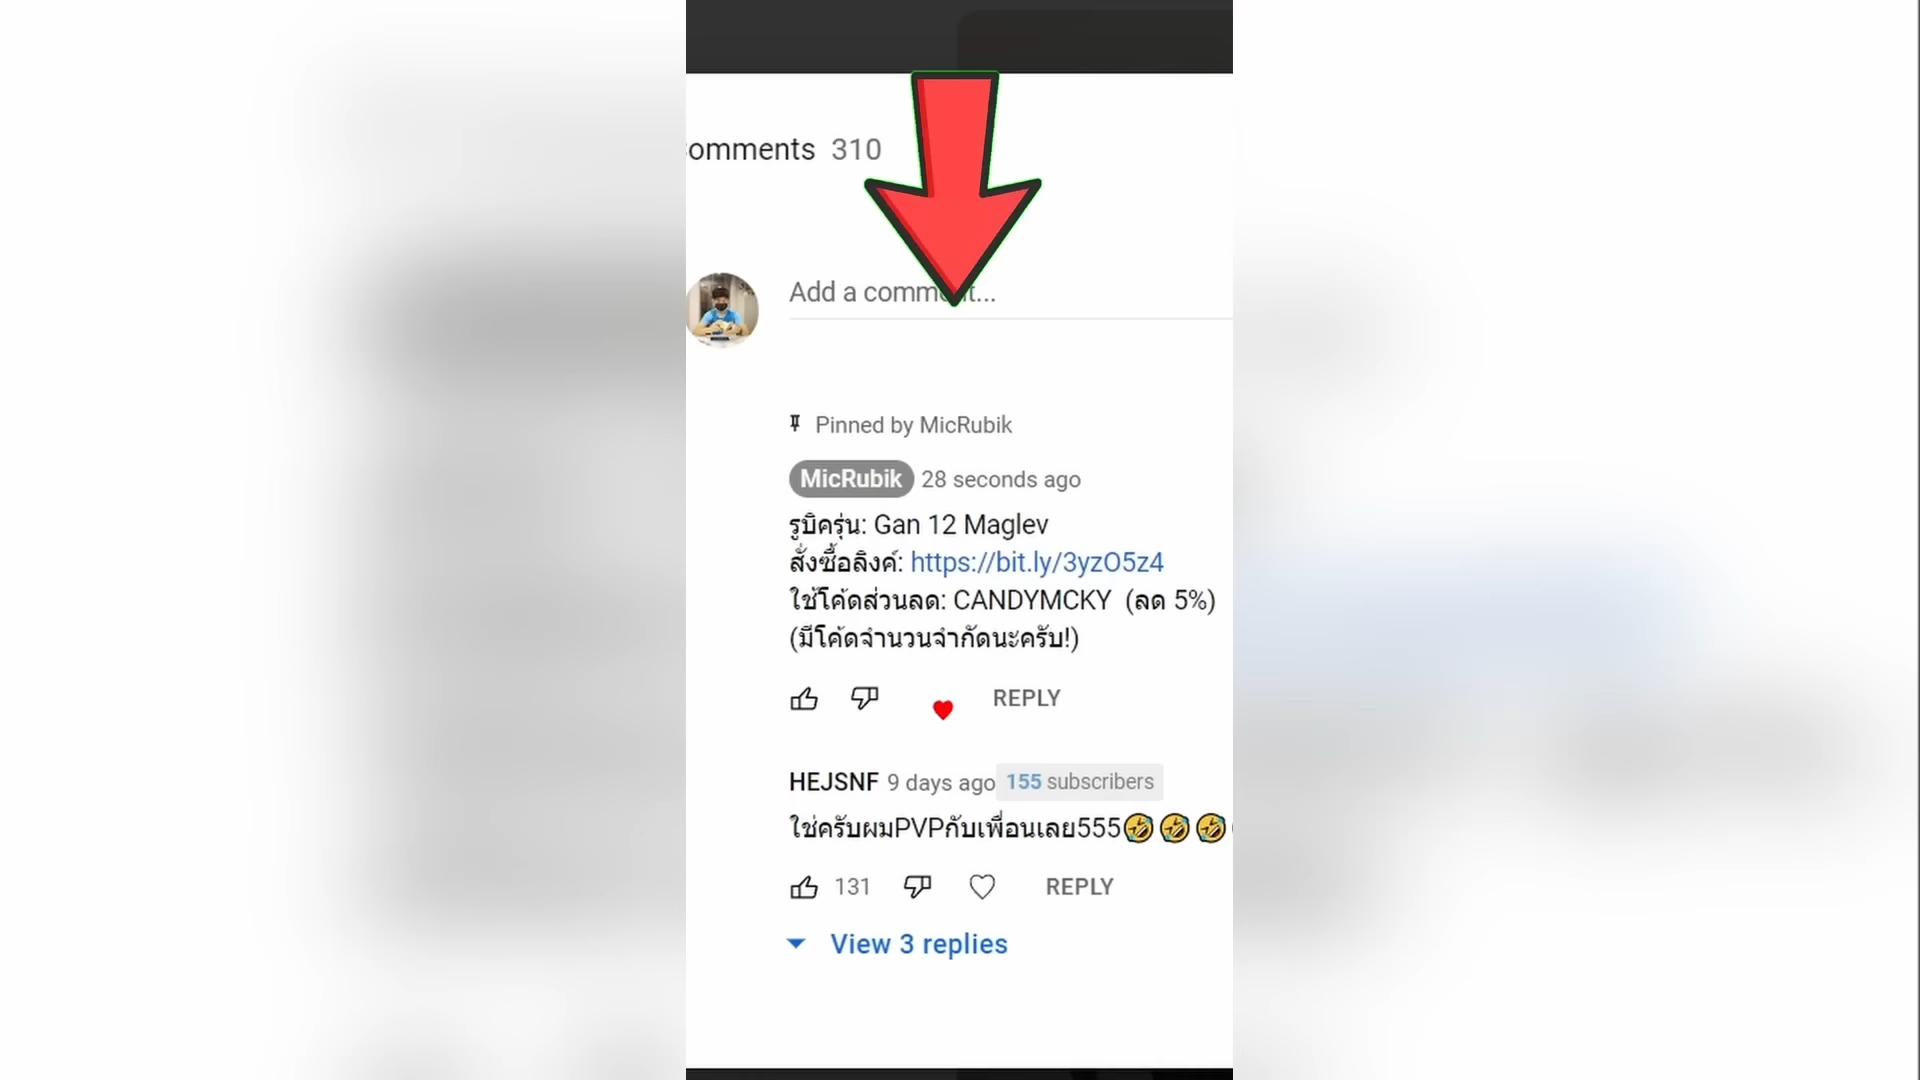 omments 310
Add a comm t...
Pinned by MicRubik
MicRubik 28 seconds ago
รูบิครุ่น: Gan 12 Maglev
สั่งซื้อลิงค์: https://bit.ly/3yzO5z4
ใช้โค้ดส่วนลด: CANDYMCKY (ลด 5%)
(มีโค้ดจำนวนจำกัดนะครับ!)
REPLY
HEJSNF 9 days ago 155 subscribers
ใช่ครับผมPVPกับเพื่อนเลย555🤣🤣🤣
131 REPLY
View 3 replies